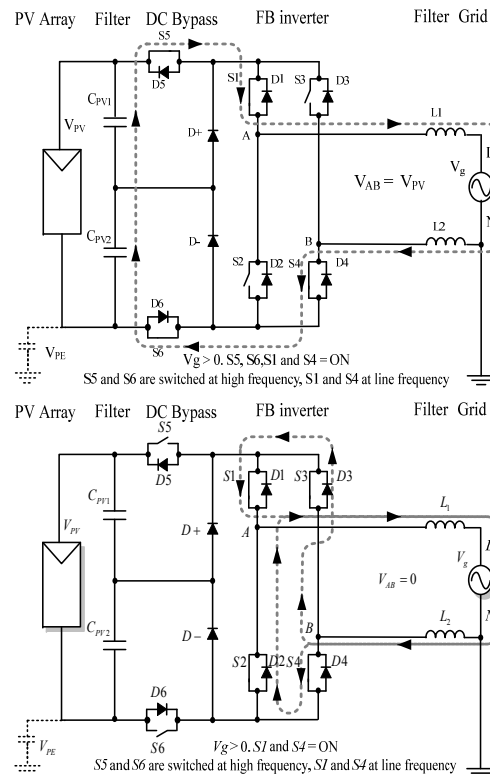 PV Array Filter DC Bypass FB inverter Filter Grid
S5
D5
CPV1
VPV
D+
S1 D1 S3 D3
A
L1
L
Vg
VAB = VPV
N
CPV2
D-
B
L2
S2 D2 S4 D4
D6
S6
VPE
Vg > 0. S5, S6,S1 and S4 = ON
S5 and S6 are switched at high frequency, S1 and S4 at line frequency
PV Array Filter DC Bypass FB inverter Filter Grid
S5
D5
CPV1
VPV
D+
S1 D1 S3 D3
A
L1
Vg
VAB = 0
N
CPV2
D−
B
L2
S2 D2 S4 D4
D6
S6
VPE
Vg > 0. S1 and S4 = ON
S5 and S6 are switched at high frequency, S1 and S4 at line frequency